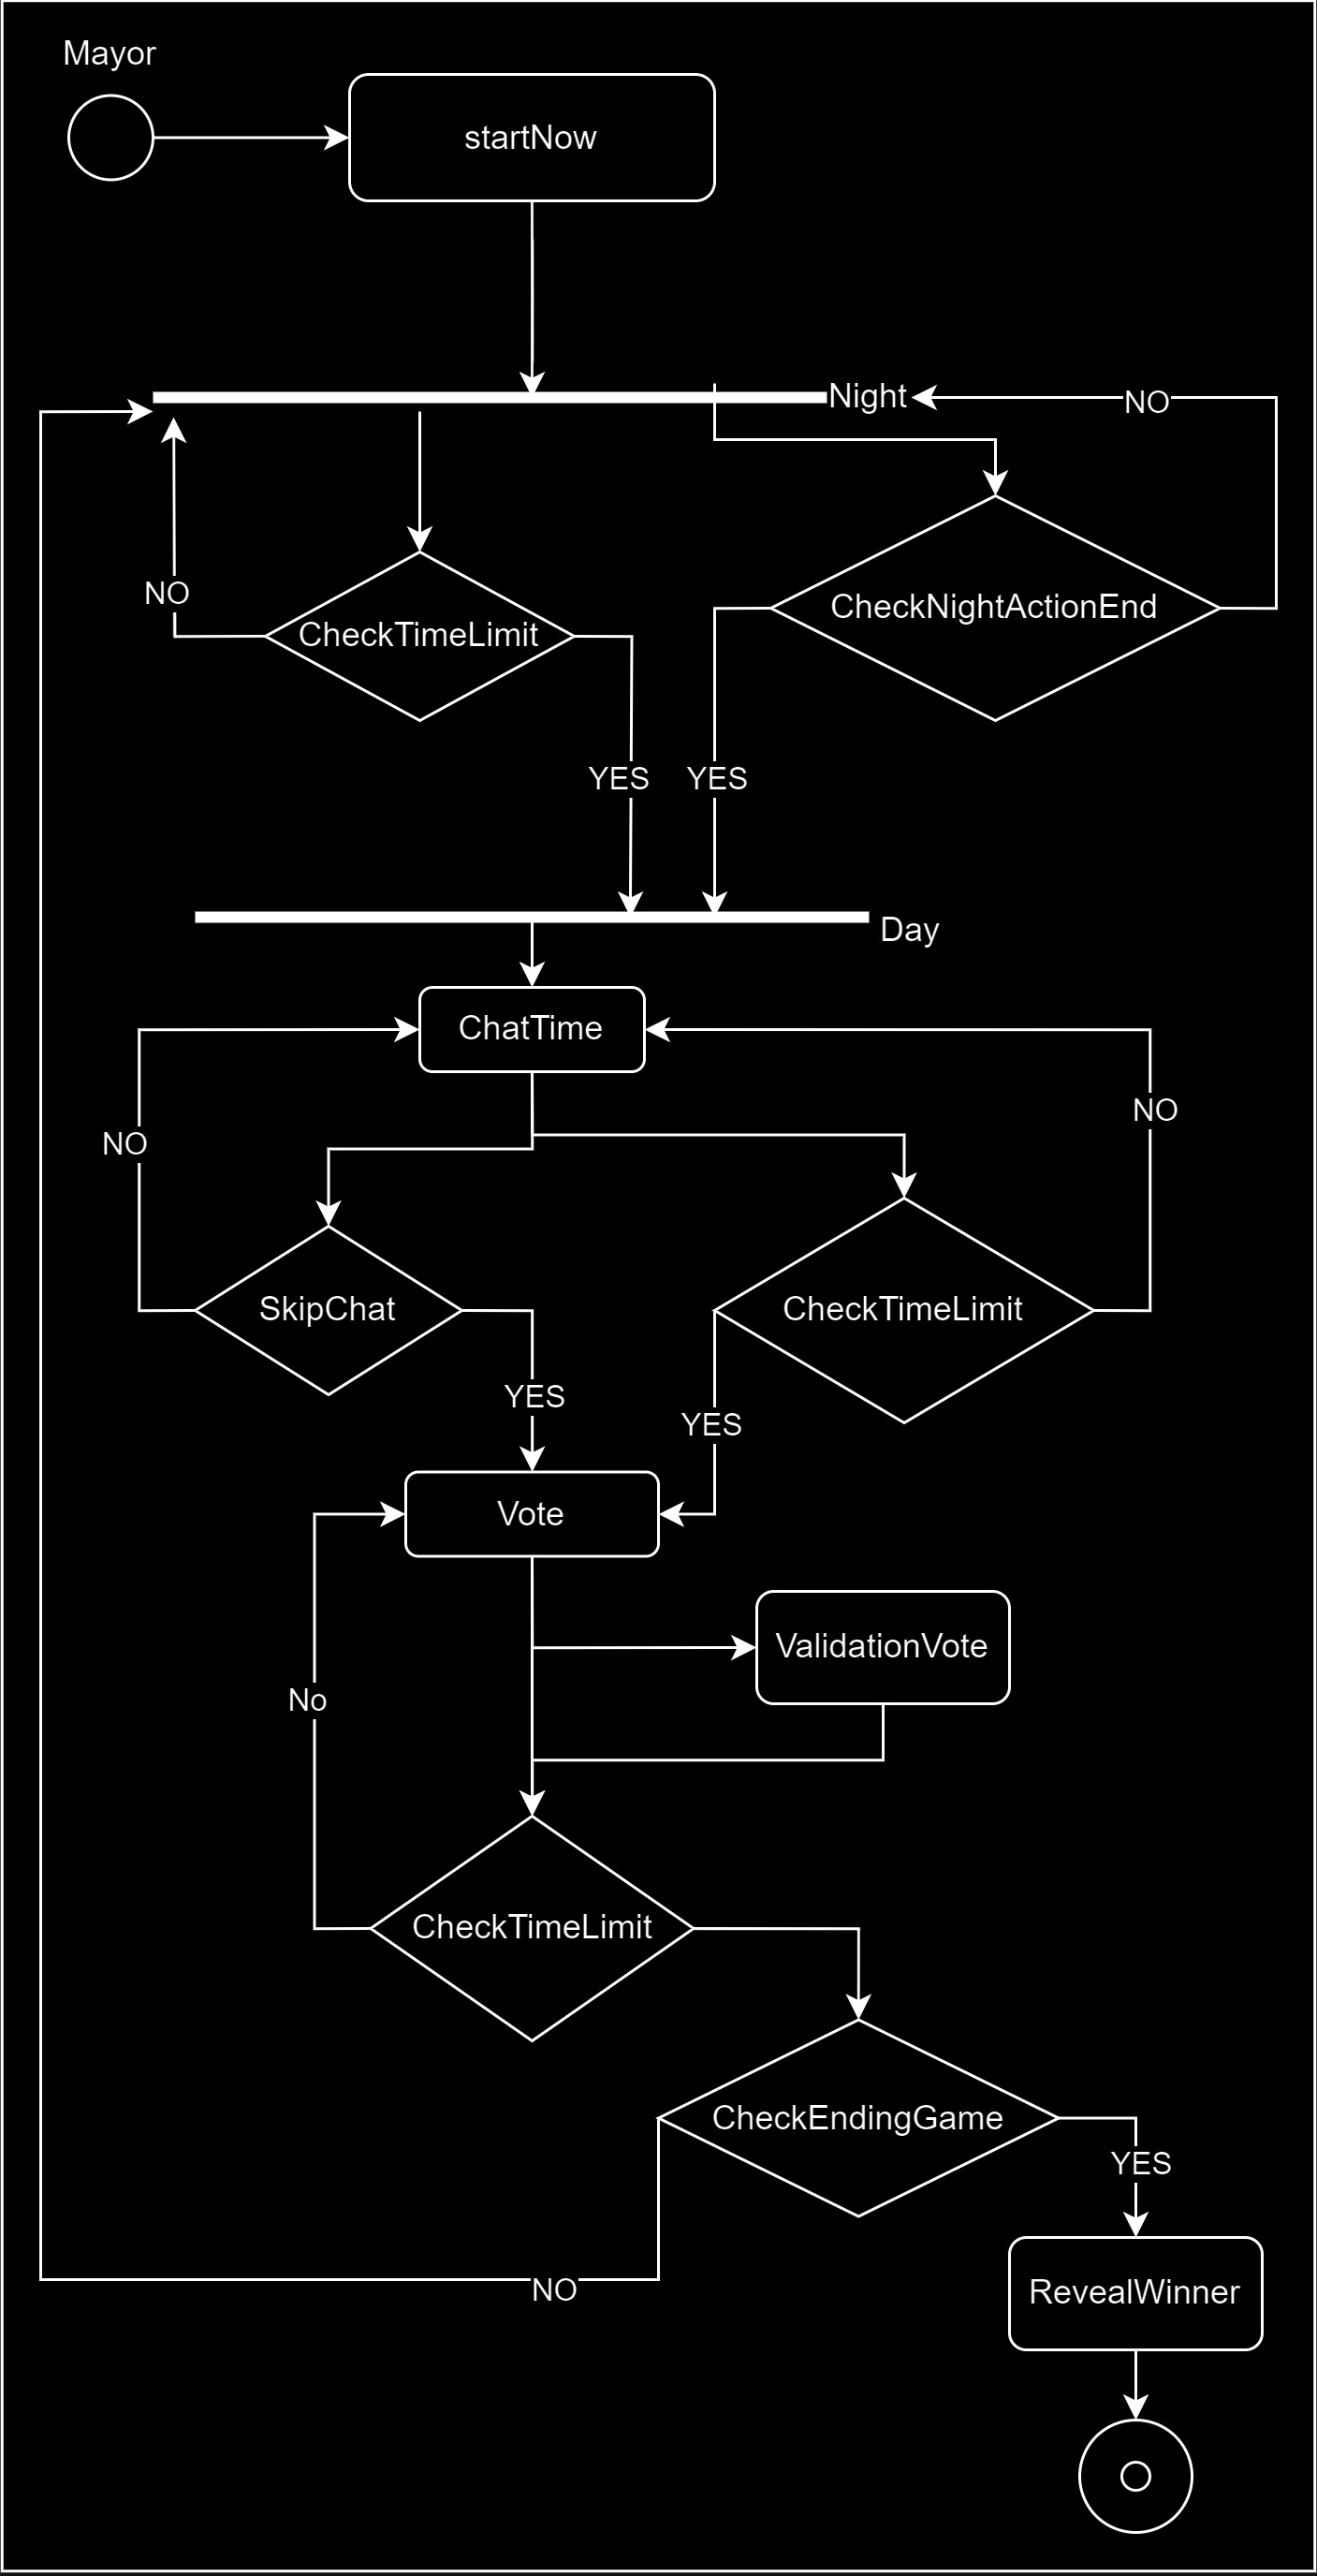 Mayor
startNow
Night
NO
NO
CheckTimeLimit
CheckNightActionEnd
YES
YES
Day
ChatTime
NO
NO
SkipChat
CheckTimeLimit
YES
YES
Vote
ValidationVote
No
CheckTimeLimit
CheckEndingGame
YES
NO
RevealWinner